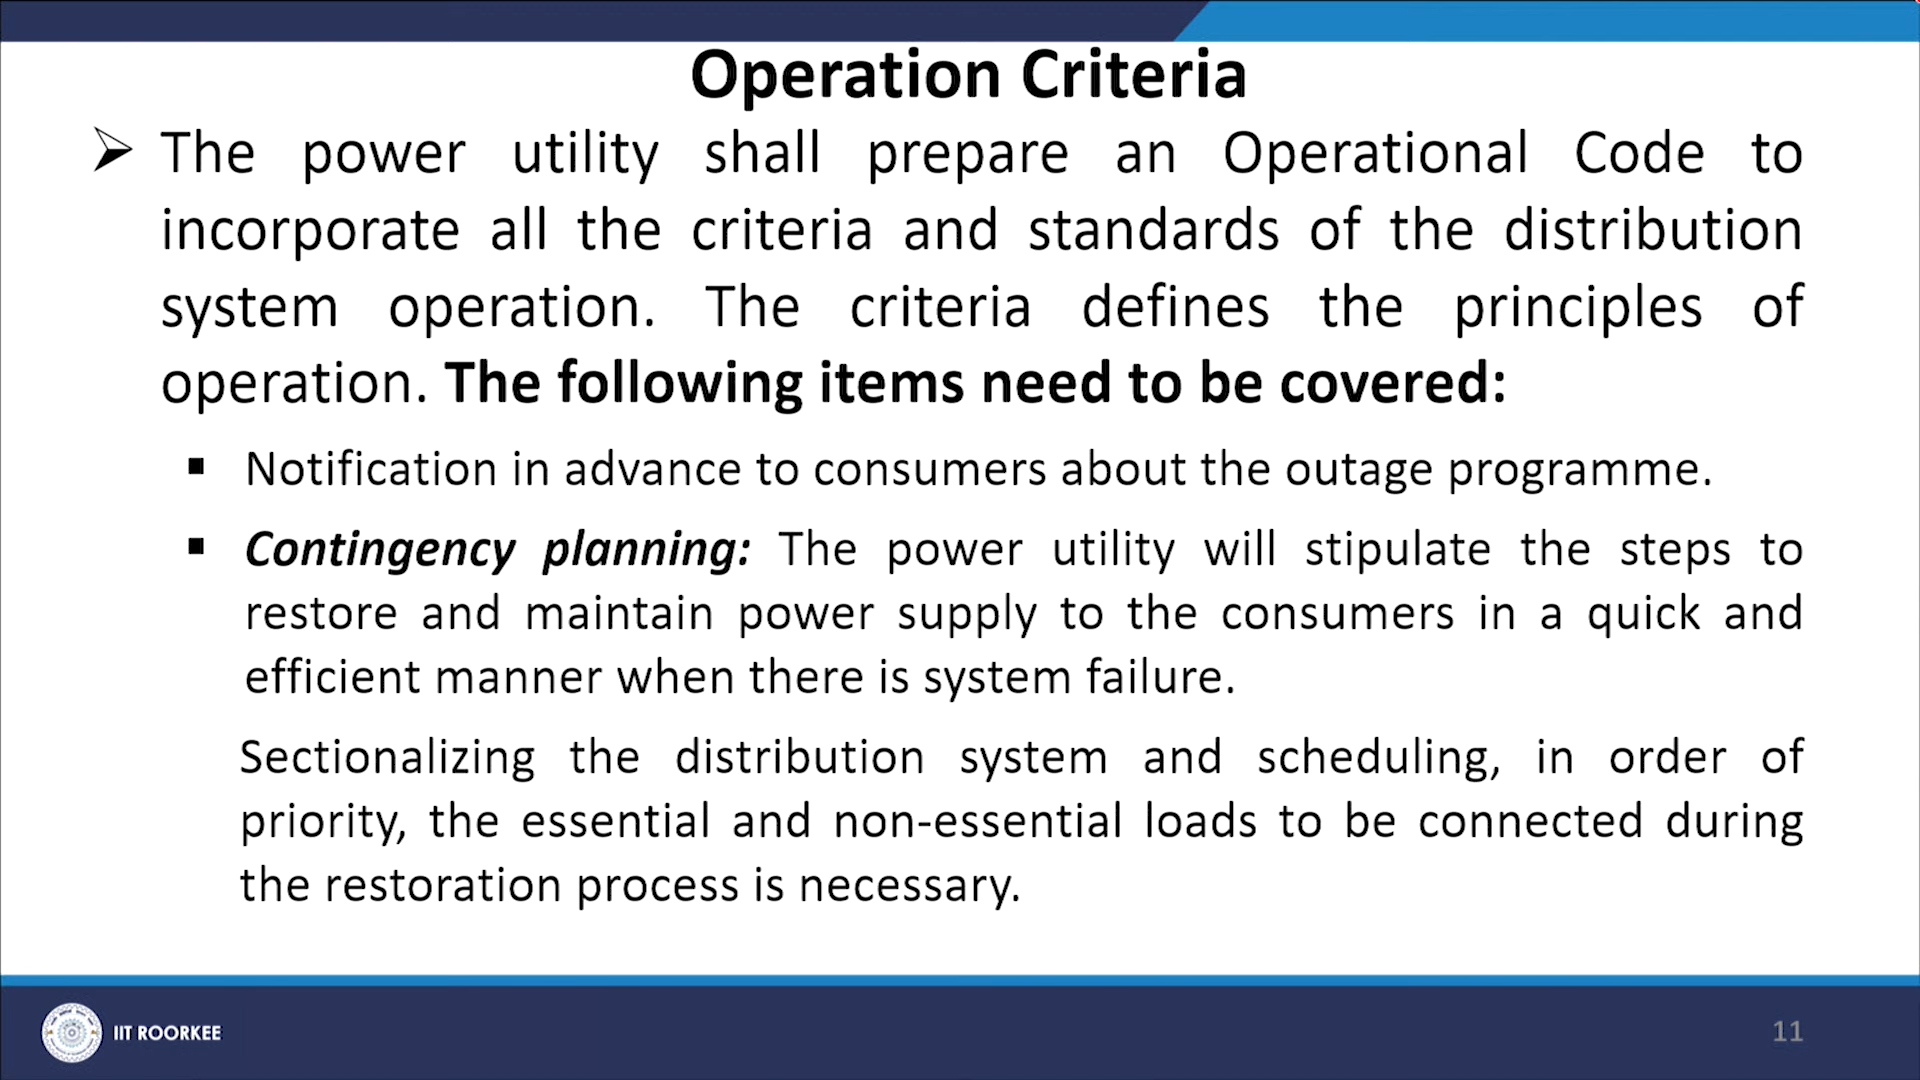 Operation Criteria
➢ The power utility shall prepare an Operational Code to
incorporate all the criteria and standards of the distribution
system operation. The criteria defines the principles of
operation. The following items need to be covered:
▪ Notification in advance to consumers about the outage programme.
▪ Contingency planning: The power utility will stipulate the steps to
restore and maintain power supply to the consumers in a quick and
efficient manner when there is system failure.
Sectionalizing the distribution system and scheduling, in order of
priority, the essential and non-essential loads to be connected during
the restoration process is necessary.
IIT ROORKEE
11